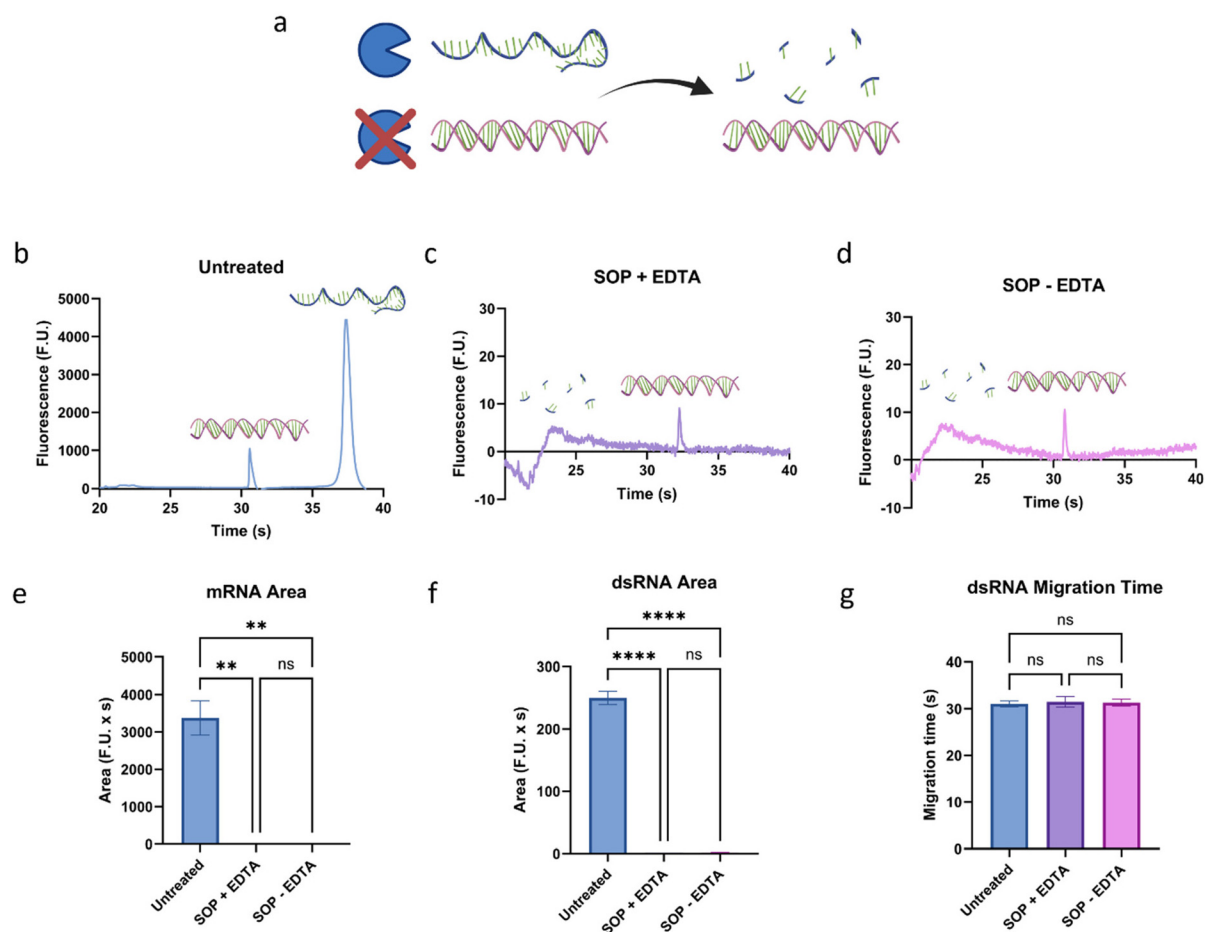 a
b
Untreated
5000
4000
3000
2000
1000
0
Fluorescence (F.U.)
20 25 30 35 40
Time (s)
c
SOP + EDTA
30
20
10
0
-10
Fluorescence (F.U.)
25 30 35 40
Time (s)
d
SOP - EDTA
30
20
10
0
-10
Fluorescence (F.U.)
25 30 35 40
Time (s)
e
mRNA Area
**
** ns
5000
4000
3000
2000
1000
0
Area (F.U. x s)
Untreated
SOP + EDTA
SOP - EDTA
f
dsRNA Area
****
**** ns
300
200
100
0
Area (F.U. x s)
Untreated
SOP + EDTA
SOP - EDTA
g
dsRNA Migration Time
ns
ns ns
40
30
20
10
0
Migration time (s)
Untreated
SOP + EDTA
SOP - EDTA